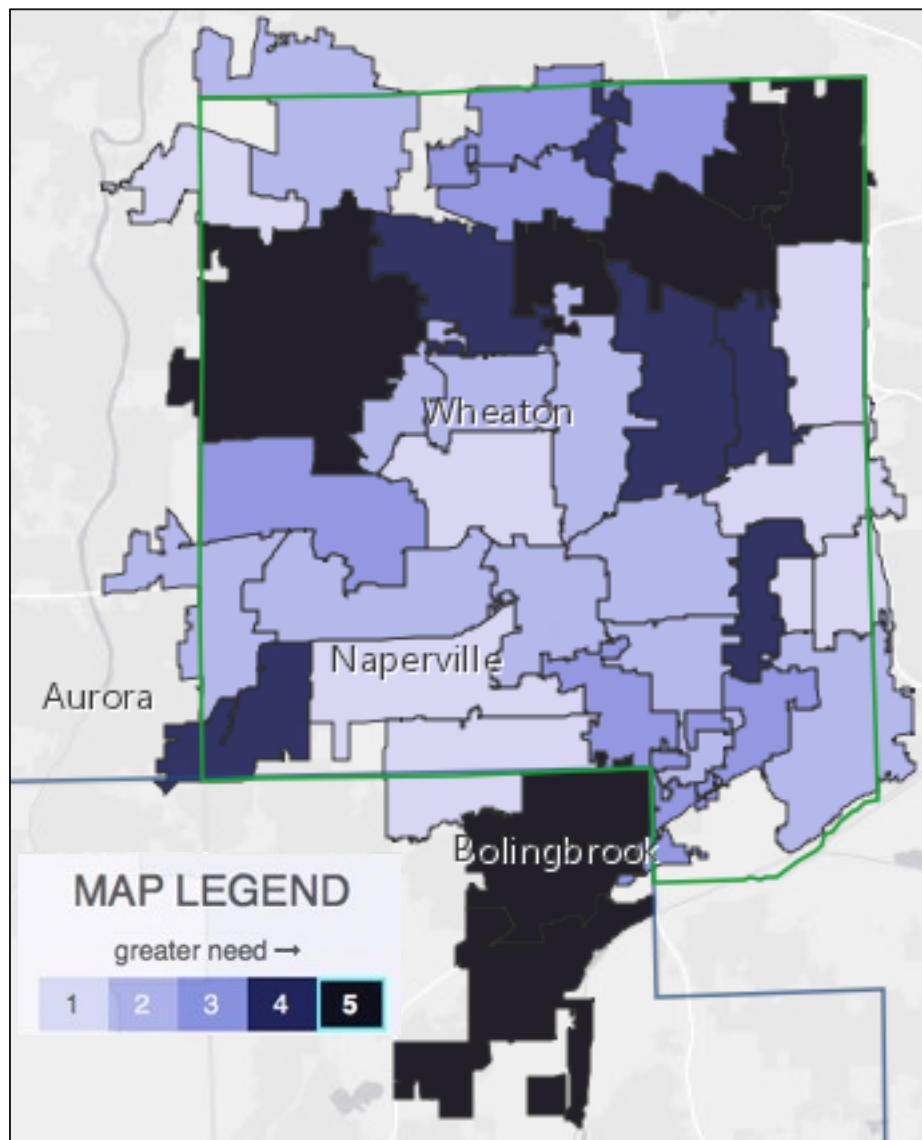 Wheaton
Naperville
Aurora
Bolingbrook
MAP LEGEND
greater need →
1 2 3 4 5